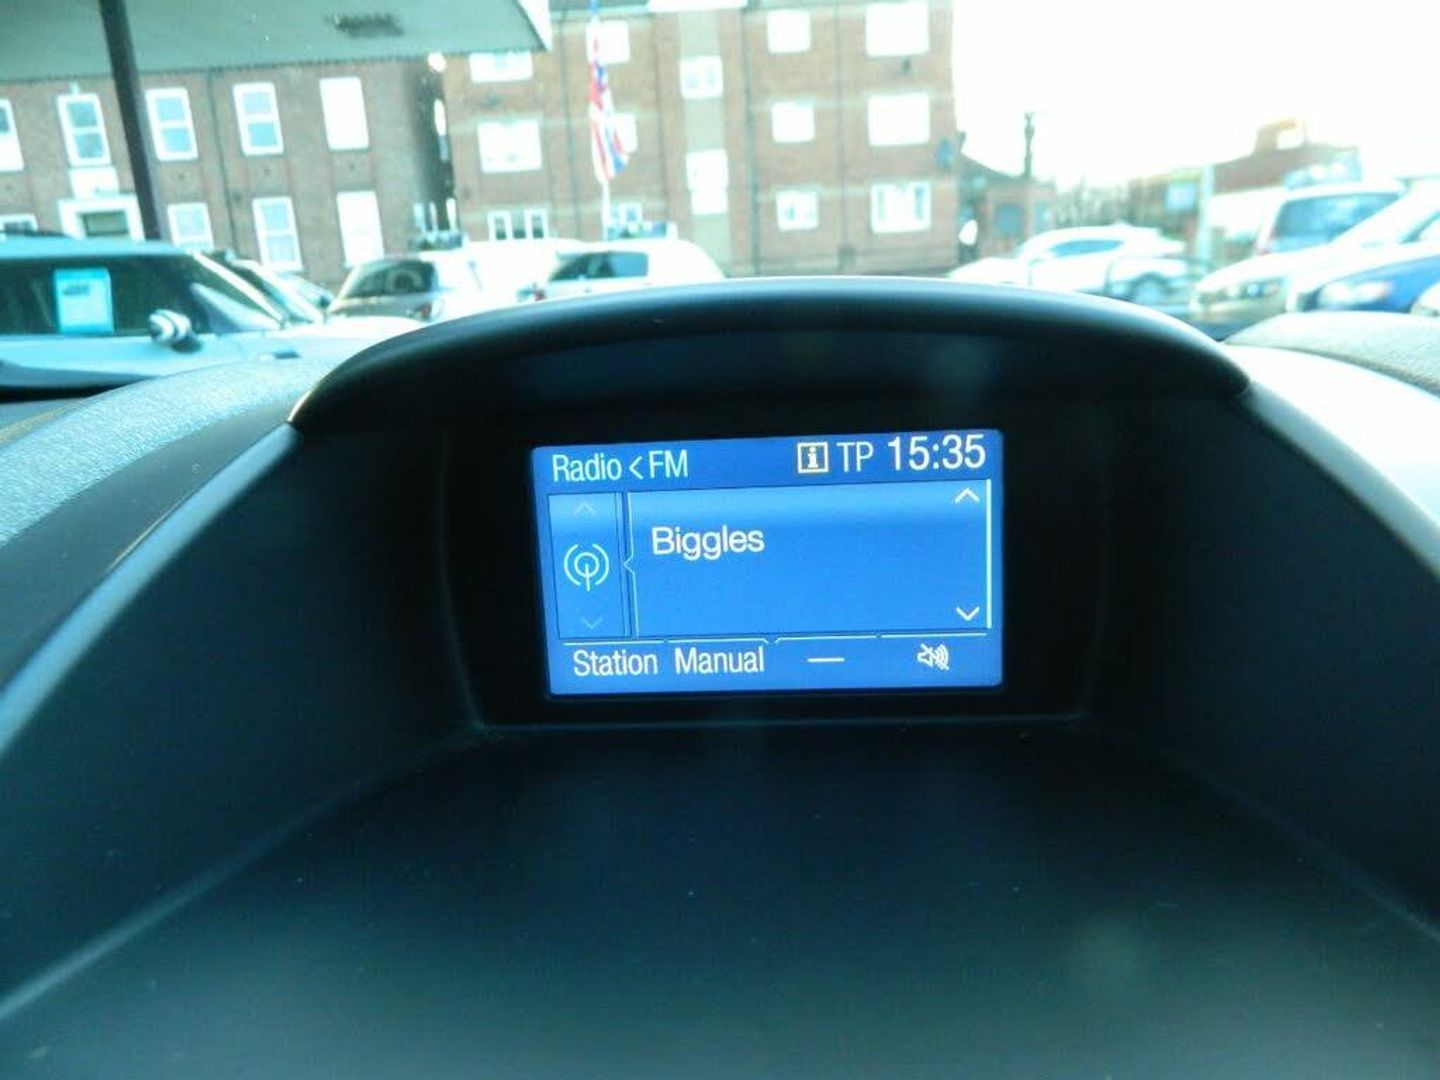 Radio < FM TP 15:35
Biggles
Station Manual —